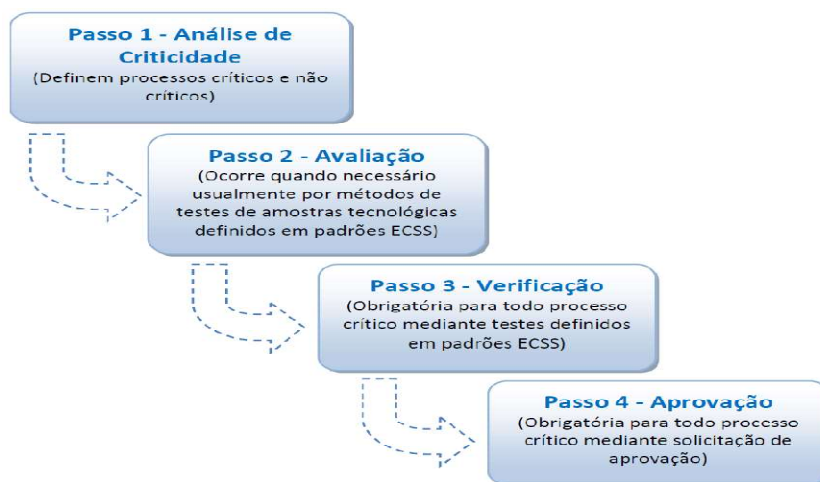 Passo 1 - Análise de
Criticidade
(Definem processos críticos e não
críticos)
Passo 2 - Avaliação
(Ocorre quando necessário
usualmente por métodos de
testes de amostras tecnológicas
definidos em padrões ECSS)
Passo 3 - Verificação
(Obrigatória para todo processo
crítico mediante testes definidos
em padrões ECSS)
Passo 4 - Aprovação
(Obrigatória para todo processo
crítico mediante solicitação de
aprovação)